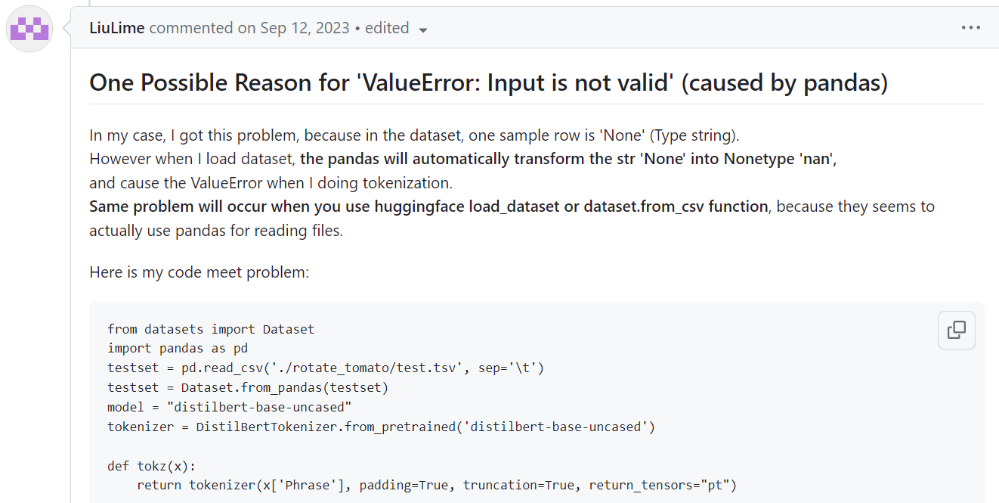 LiuLime commented on Sep 12, 2023 • edited
One Possible Reason for 'ValueError: Input is not valid' (caused by pandas)
In my case, I got this problem, because in the dataset, one sample row is 'None' (Type string).
However when I load dataset, the pandas will automatically transform the str 'None' into Nonetype 'nan',
and cause the ValueError when I doing tokenization.
Same problem will occur when you use huggingface load_dataset or dataset.from_csv function, because they seems to
actually use pandas for reading files.
Here is my code meet problem:
from datasets import Dataset
import pandas as pd
testset = pd.read_csv('./rotate_tomato/test.tsv', sep='\t')
testset = Dataset.from_pandas(testset)
model = "distilbert-base-uncased"
tokenizer = DistilBertTokenizer.from_pretrained('distilbert-base-uncased')
def tokz(x):
    return tokenizer(x['Phrase'], padding=True, truncation=True, return_tensors="pt")